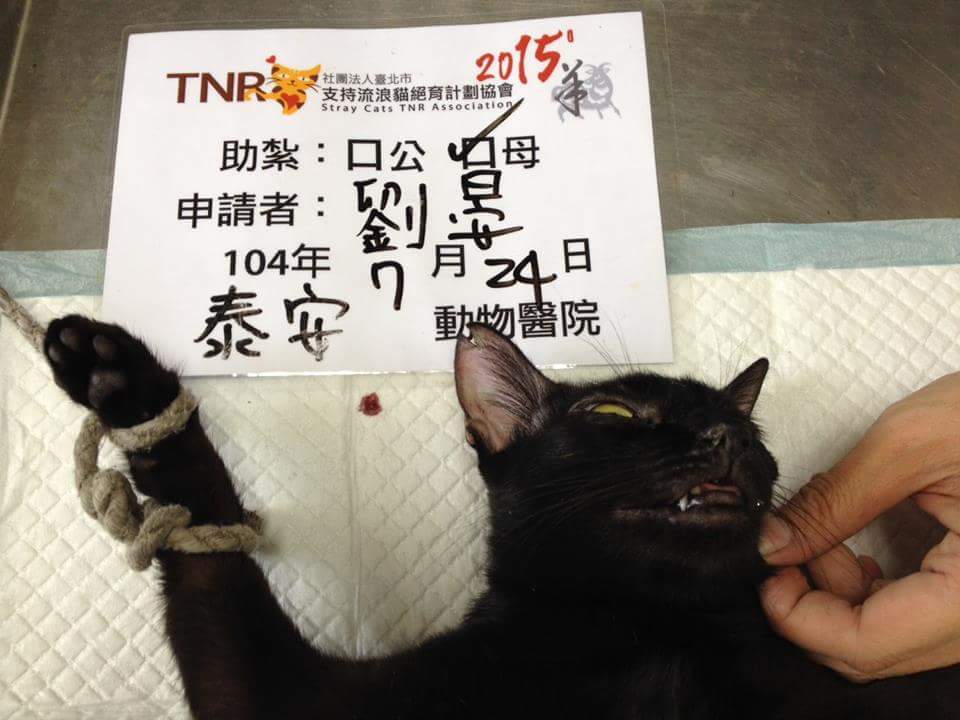 TNR 社團法人臺北市 2015
支持流浪貓絕育計劃協會 羊
Stray Cats TNR Association
助紮：口公 口母
申請者：劉
104年 7 月 24 日
泰安 動物醫院